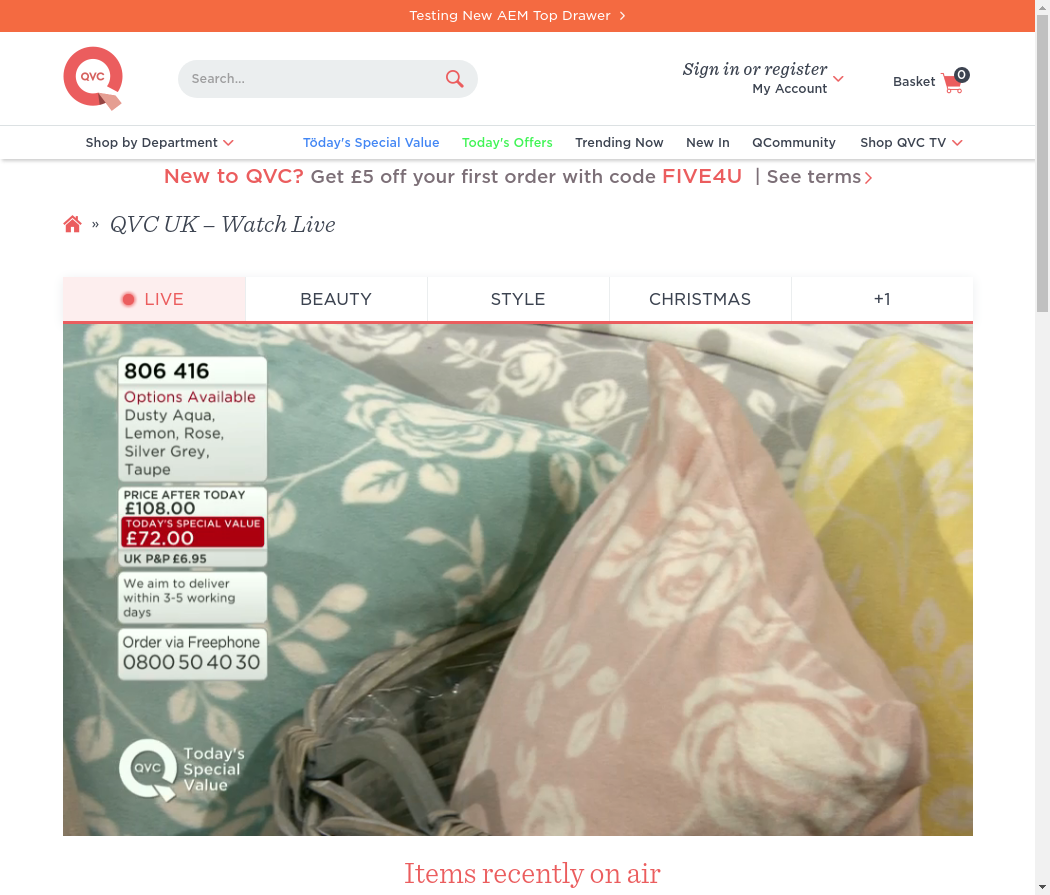 Testing New AEM Top Drawer
QVC
Search...
Sign in or register
My Account
Basket
0
Shop by Department
Töday's Special Value
Today's Offers
Trending Now
New In
QCommunity
Shop QVC TV
New to QVC? Get £5 off your first order with code FIVE4U | See terms
» QVC UK – Watch Live
LIVE
BEAUTY
STYLE
CHRISTMAS
+1
806 416
Options Available
Dusty Aqua,
Lemon, Rose,
Silver Grey,
Taupe
PRICE AFTER TODAY
£108.00
TODAY'S SPECIAL VALUE
£72.00
UK P&P £6.95
We aim to deliver
within 3-5 working
days
Order via Freephone
0800 50 40 30
QVC
Today's
Special
Value
Items recently on air